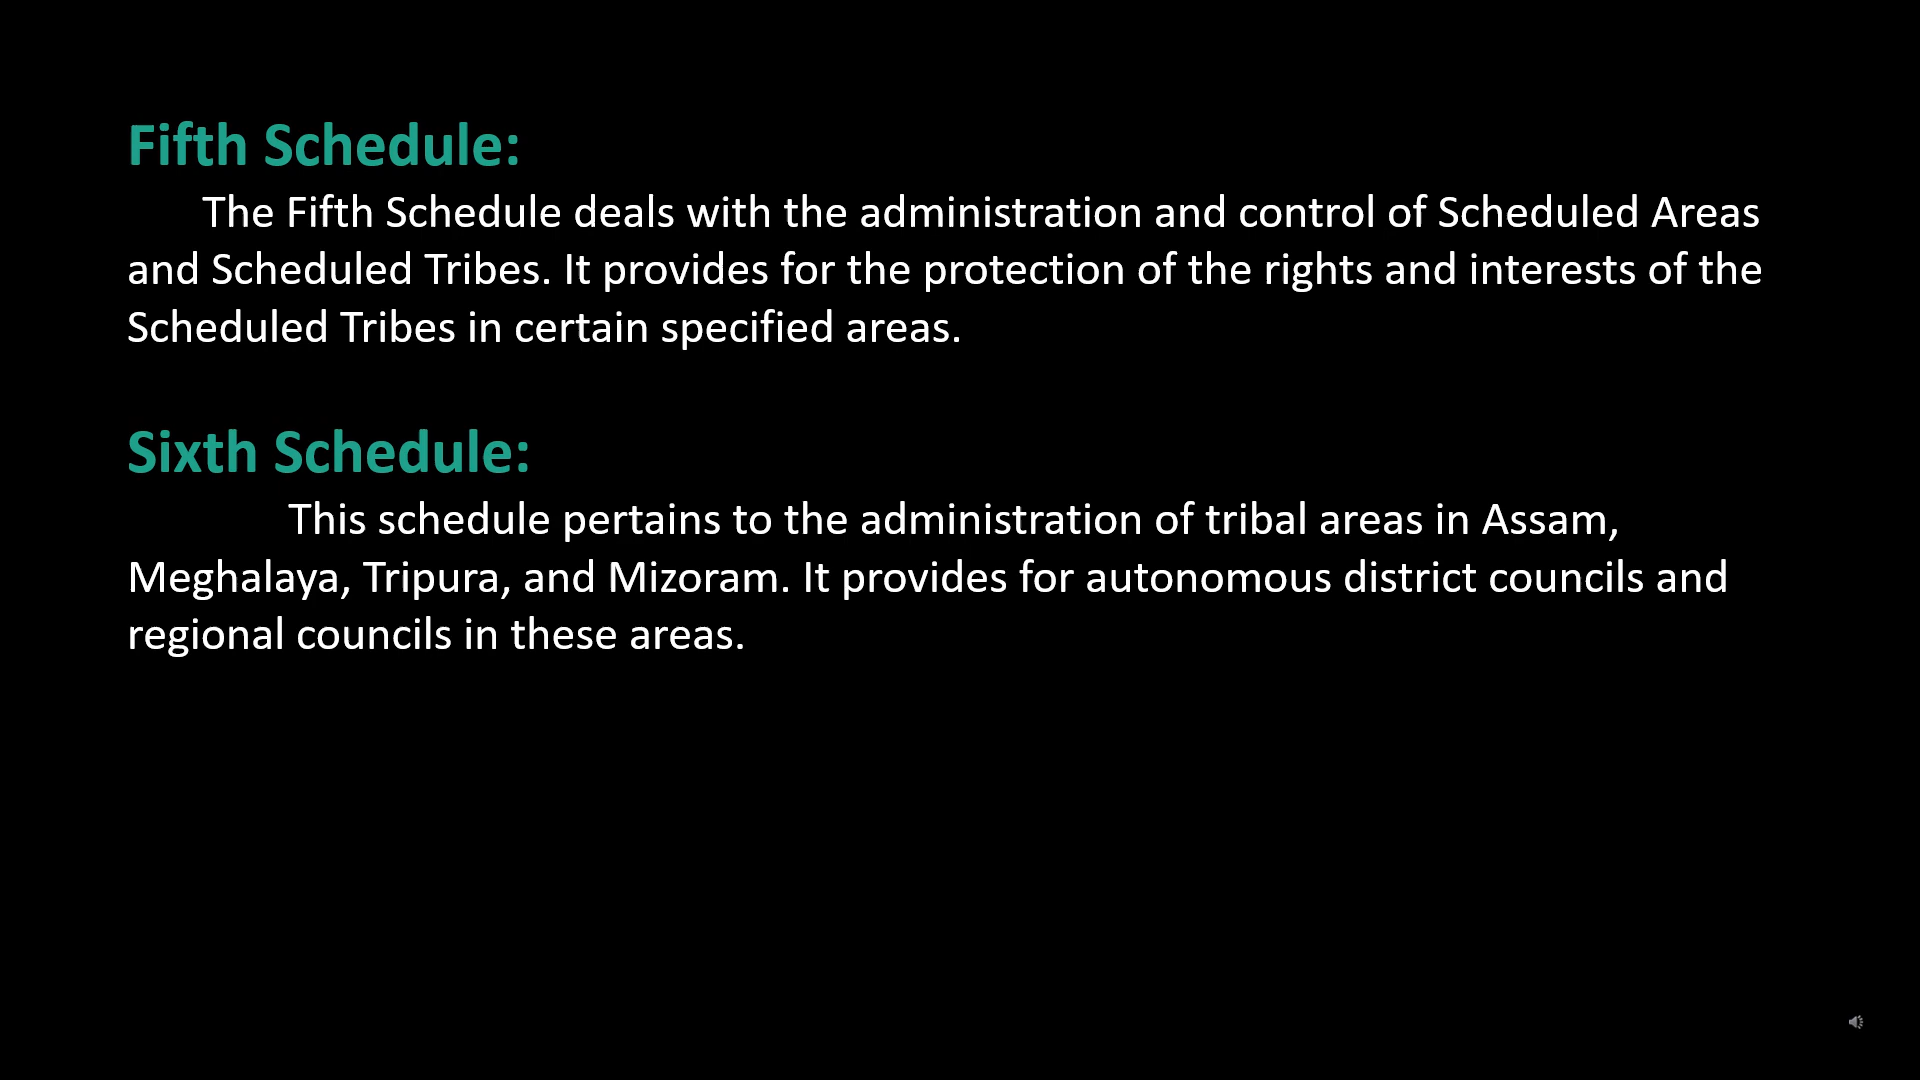 Fifth Schedule:
The Fifth Schedule deals with the administration and control of Scheduled Areas
and Scheduled Tribes. It provides for the protection of the rights and interests of the
Scheduled Tribes in certain specified areas.
Sixth Schedule:
This schedule pertains to the administration of tribal areas in Assam,
Meghalaya, Tripura, and Mizoram. It provides for autonomous district councils and
regional councils in these areas.